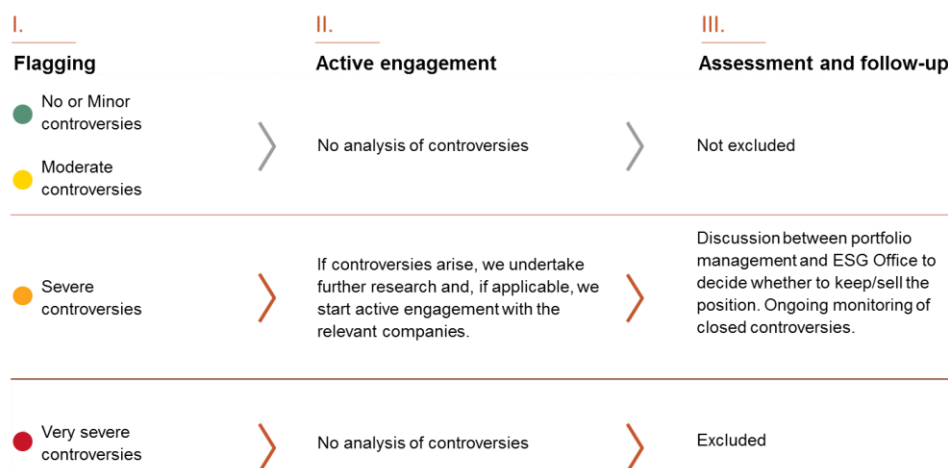 I.
II.
III.
Flagging
Active engagement
Assessment and follow-up
No or Minor
controversies
Moderate
controversies
No analysis of controversies
Not excluded
Severe
controversies
If controversies arise, we undertake
further research and, if applicable, we
start active engagement with the
relevant companies.
Discussion between portfolio
management and ESG Office to
decide whether to keep/sell the
position. Ongoing monitoring of
closed controversies.
Very severe
controversies
No analysis of controversies
Excluded